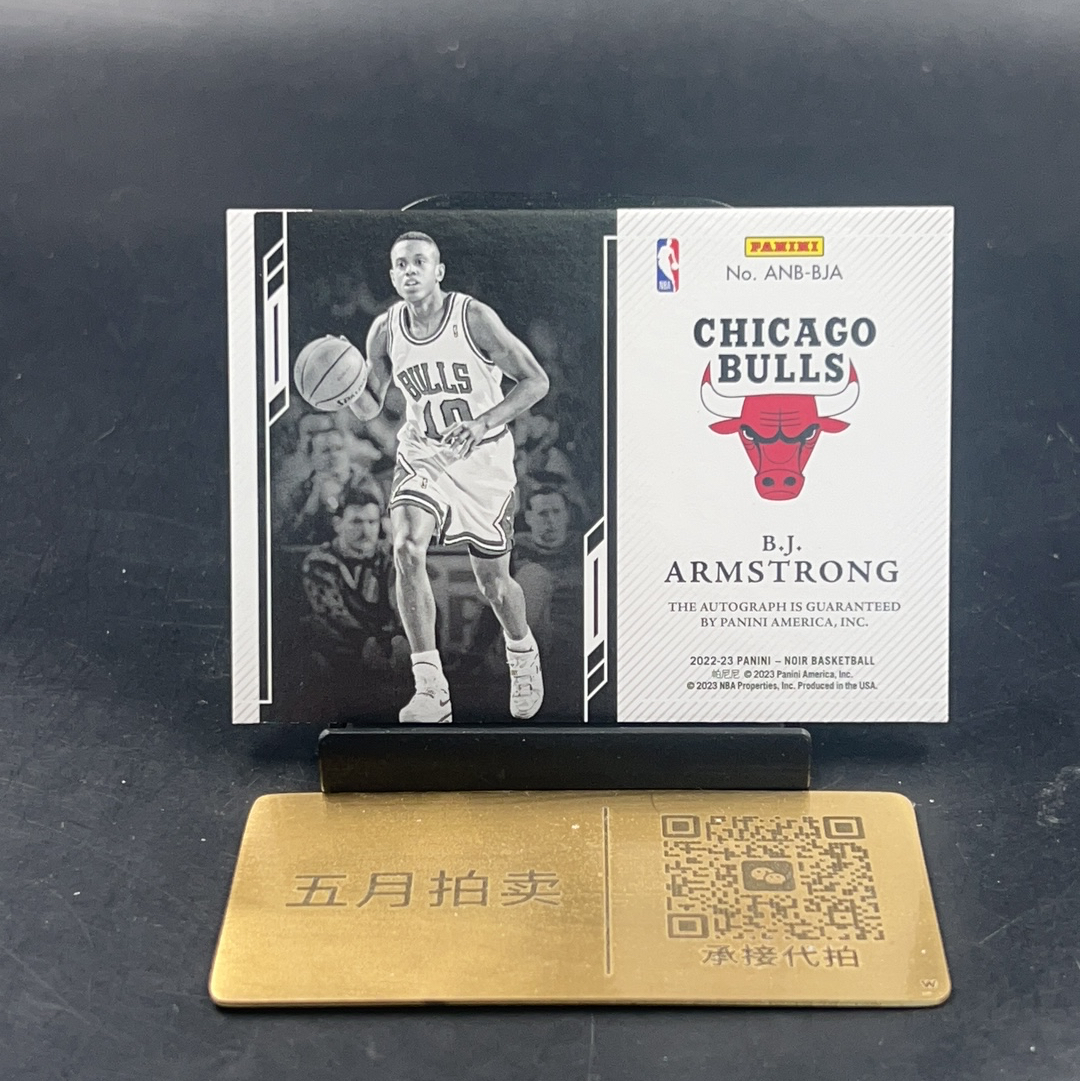 BULLS
10
NBA
PANINI
No. ANB-BJA
CHICAGO
BULLS
B.J.
ARMSTRONG
THE AUTOGRAPH IS GUARANTEED
BY PANINI AMERICA, INC.
2022-23 PANINI – NOIR BASKETBALL
帕尼尼 © 2023 Panini America, Inc.
© 2023 NBA Properties, Inc. Produced in the USA.
五月拍卖
承接代拍
W